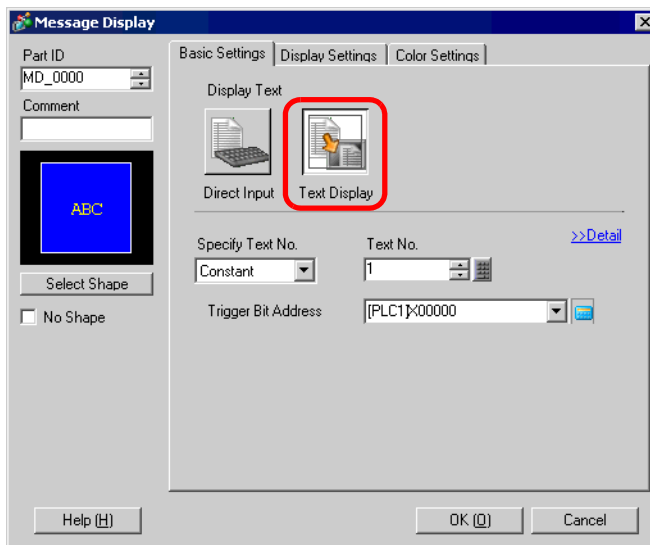 Message Display
Part ID
MD_0000
Comment
ABC
Select Shape
No Shape
Basic Settings
Display Settings
Color Settings
Display Text
Direct Input
Text Display
>>Detail
Specify Text No.
Text No.
Constant
1
Trigger Bit Address
[PLC1]X00000
Help (H)
OK (O)
Cancel